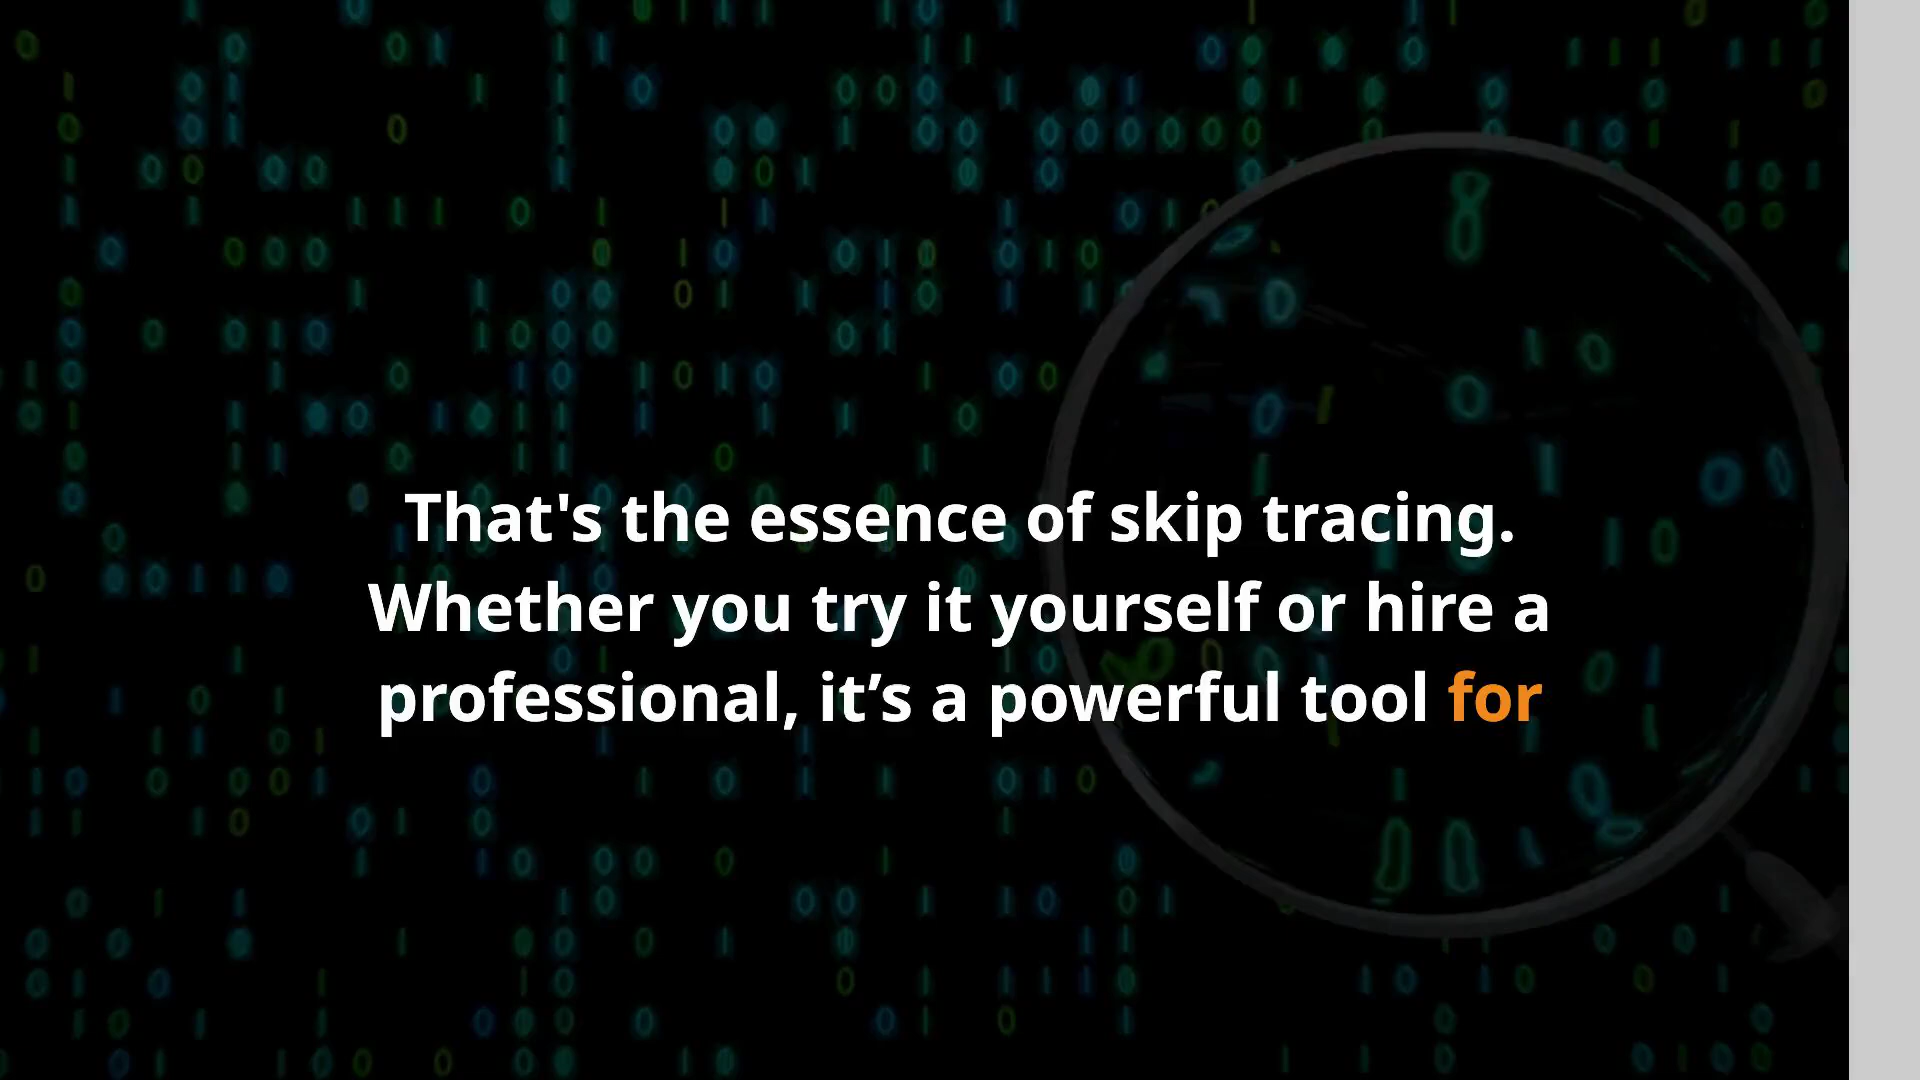 That's the essence of skip tracing.
Whether you try it yourself or hire a
professional, it’s a powerful tool for